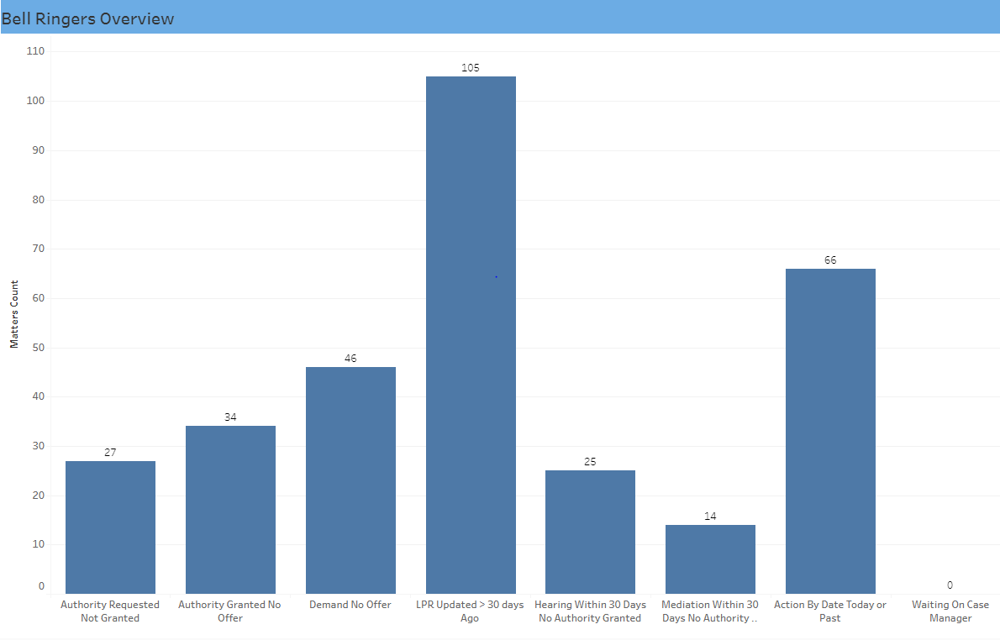 Bell Ringers Overview
110
100
90
80
70
60
50
40
30
20
10
0
Matters Count
27
34
46
105
25
14
66
0
Authority Requested
Not Granted
Authority Granted No
Offer
Demand No Offer
LPR Updated > 30 days
Ago
Hearing Within 30 Days
No Authority Granted
Mediation Within 30
Days No Authority ..
Action By Date Today or
Past
Waiting On Case
Manager